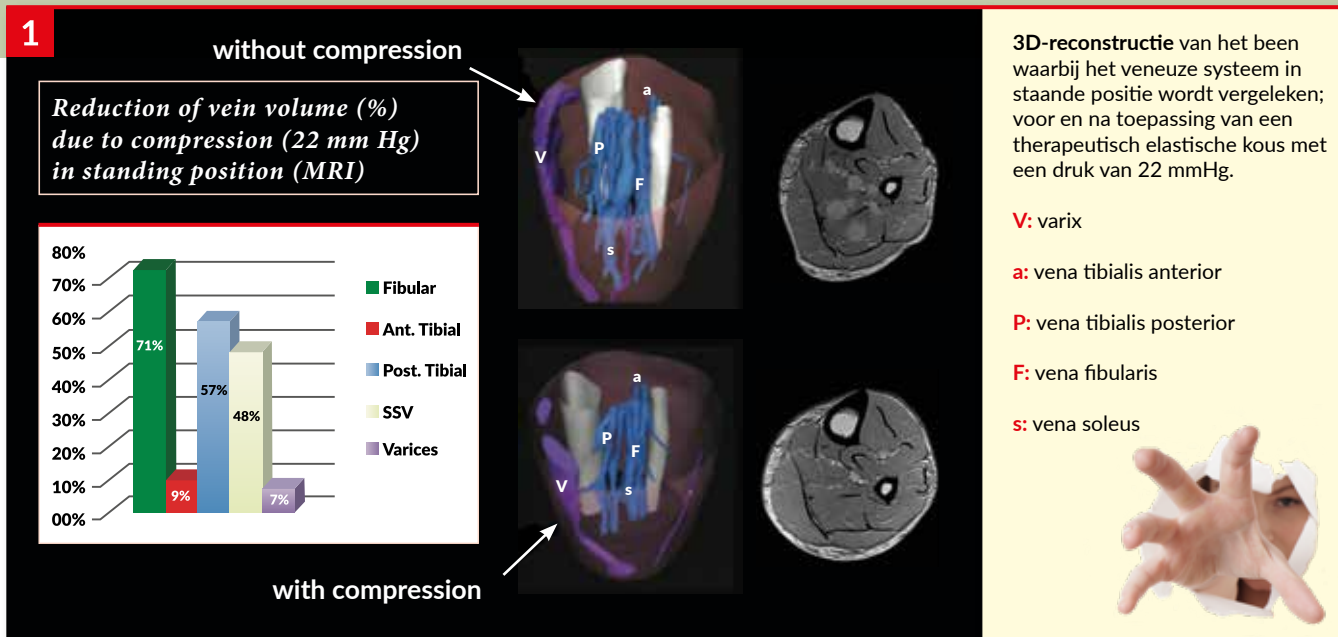 1
without compression
Reduction of vein volume (%)
due to compression (22 mm Hg)
in standing position (MRI)
80%
70%
60%
50%
40%
30%
20%
10%
00%
71%
9%
57%
48%
7%
Fibular
Ant. Tibial
Post. Tibial
SSV
Varices
a
V
P
F
s
a
P
F
V
s
with compression
3D-reconstructie van het been
waarbij het veneuze systeem in
staande positie wordt vergeleken;
voor en na toepassing van een
therapeutisch elastische kous met
een druk van 22 mmHg.
V: varix
a: vena tibialis anterior
P: vena tibialis posterior
F: vena fibularis
s: vena soleus